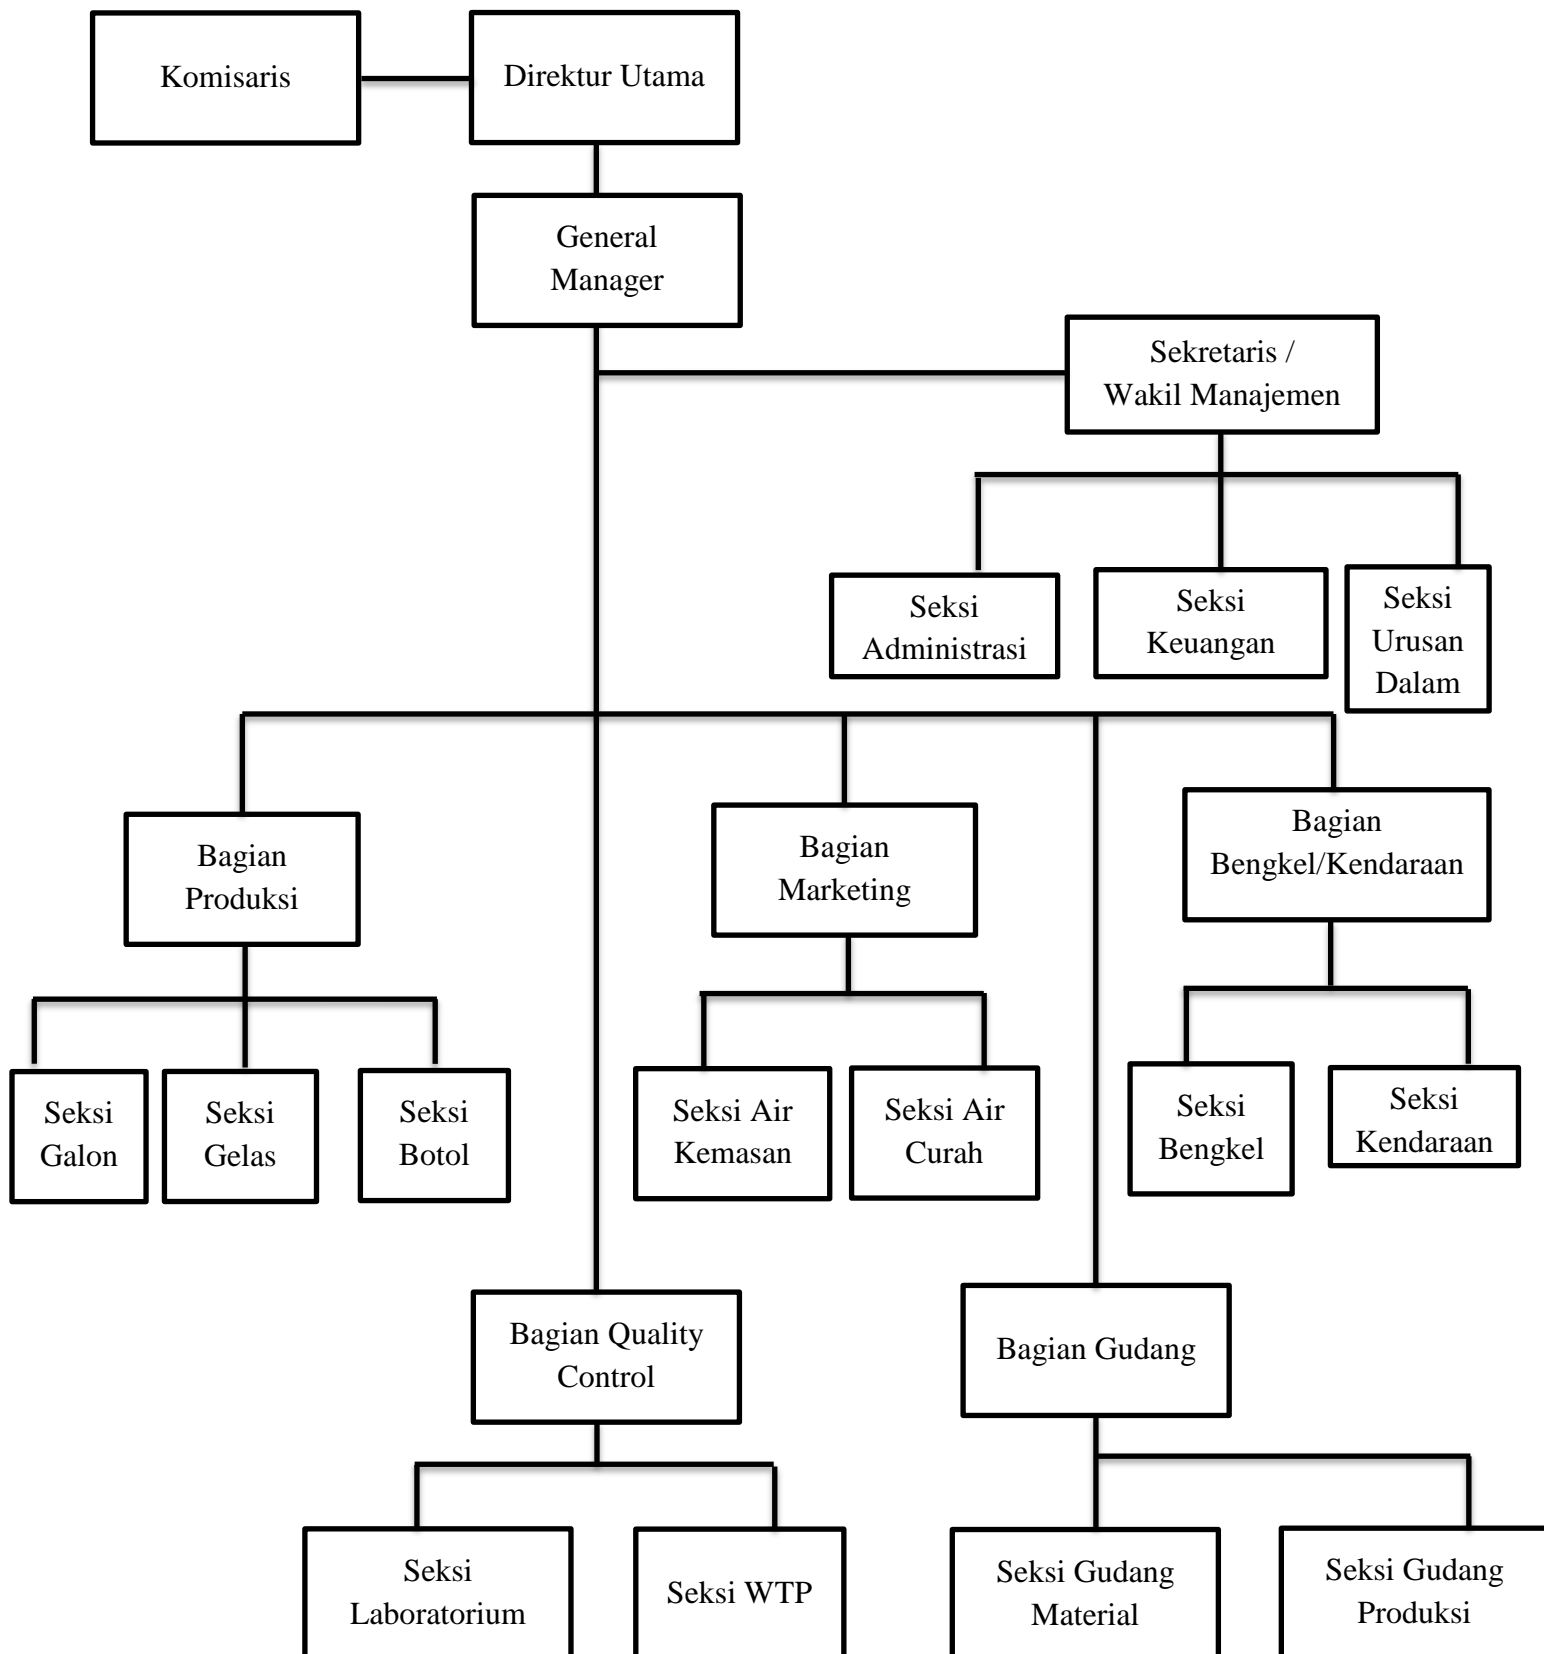 Komisaris
Direktur Utama
General
Manager
Sekretaris /
Wakil Manajemen
Seksi
Administrasi
Seksi
Keuangan
Seksi
Urusan
Dalam
Bagian
Produksi
Bagian
Marketing
Bagian
Bengkel/Kendaraan
Seksi
Galon
Seksi
Gelas
Seksi
Botol
Seksi Air
Kemasan
Seksi Air
Curah
Seksi
Bengkel
Seksi
Kendaraan
Bagian Quality
Control
Bagian Gudang
Seksi
Laboratorium
Seksi WTP
Seksi Gudang
Material
Seksi Gudang
Produksi